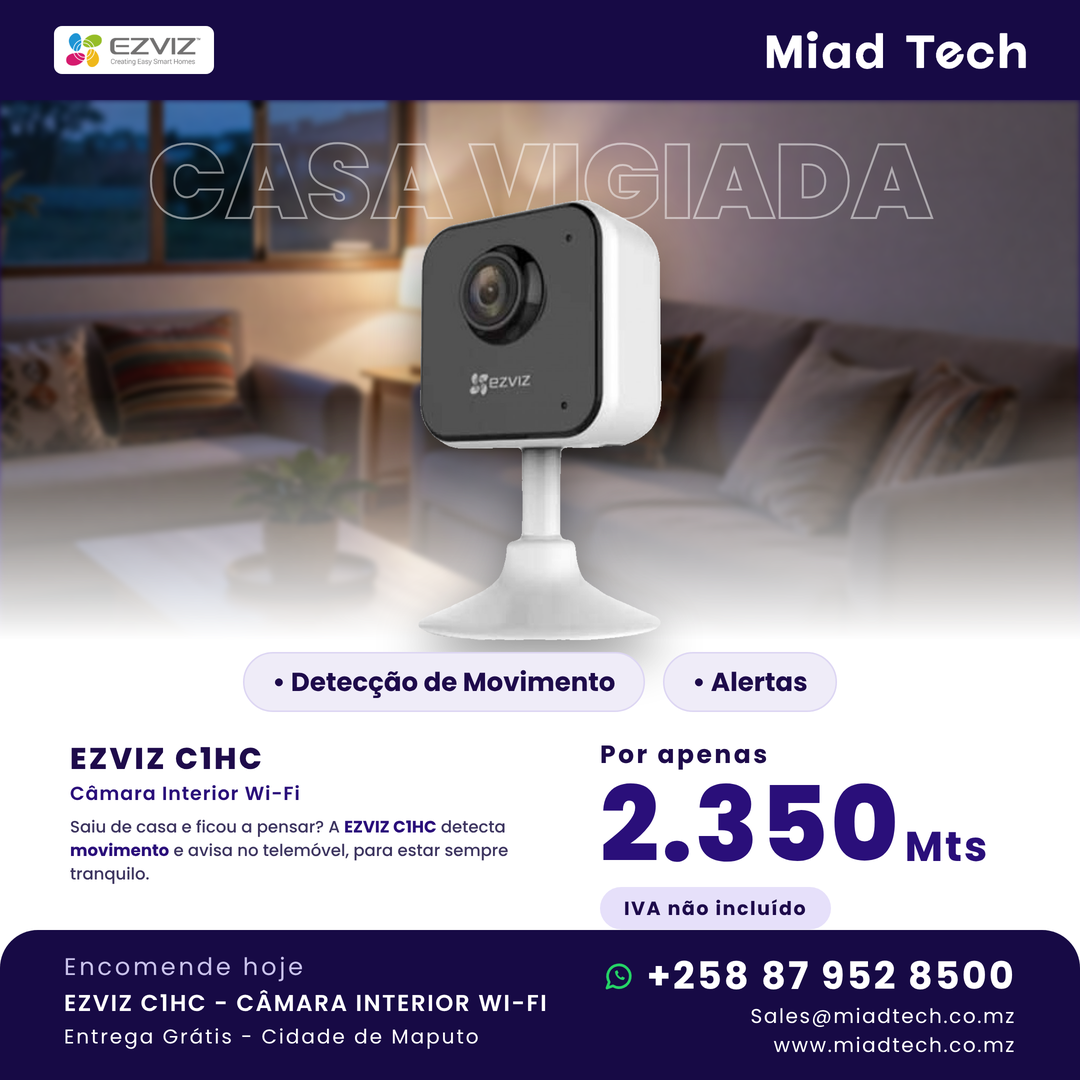 EZVIZ
Creating Easy Smart Homes
Miad Tech
CASA VIGIADA
ezviz
• Detecção de Movimento
• Alertas
EZVIZ C1HC
Câmara Interior Wi-Fi
Saiu de casa e ficou a pensar? A EZVIZ C1HC detecta
movimento e avisa no telemóvel, para estar sempre
tranquilo.
Por apenas
2.350 Mts
IVA não incluído
Encomende hoje
EZVIZ C1HC - CÂMARA INTERIOR WI-FI
Entrega Grátis - Cidade de Maputo
+258 87 952 8500
Sales@miadtech.co.mz
www.miadtech.co.mz